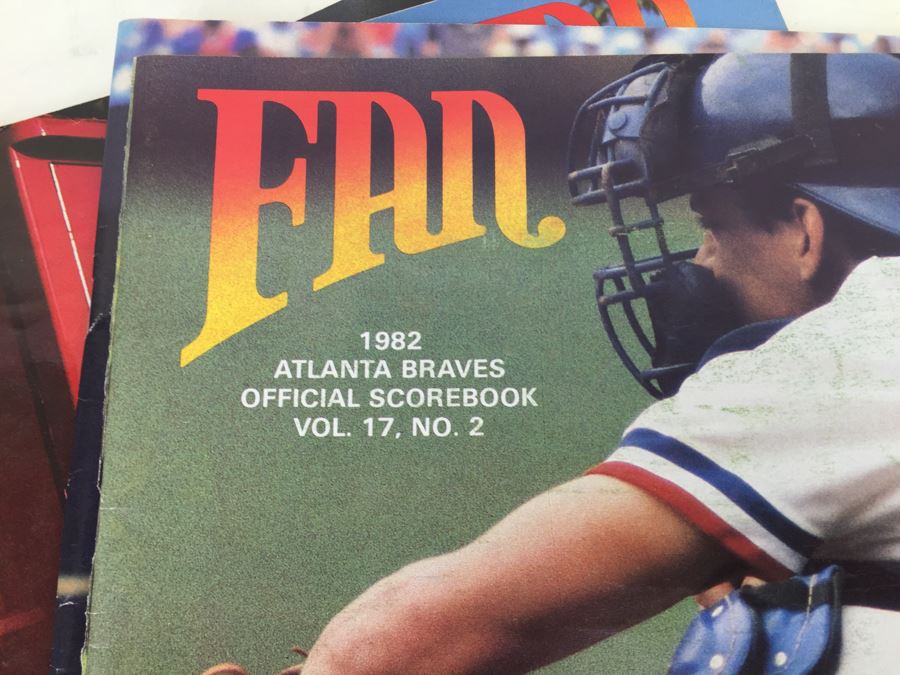 FAN
1982
ATLANTA BRAVES
OFFICIAL SCOREBOOK
VOL. 17, NO. 2